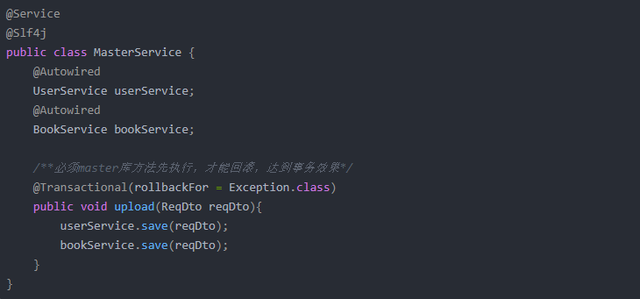 @Service
@Slf4j
public class MasterService {
@Autowired
UserService userService;
@Autowired
BookService bookService;
/**必须master库方法先执行，才能回滚，达到事务效果*/
@Transactional(rollbackFor = Exception.class)
public void upload(ReqDto reqDto){
userService.save(reqDto);
bookService.save(reqDto);
}
}